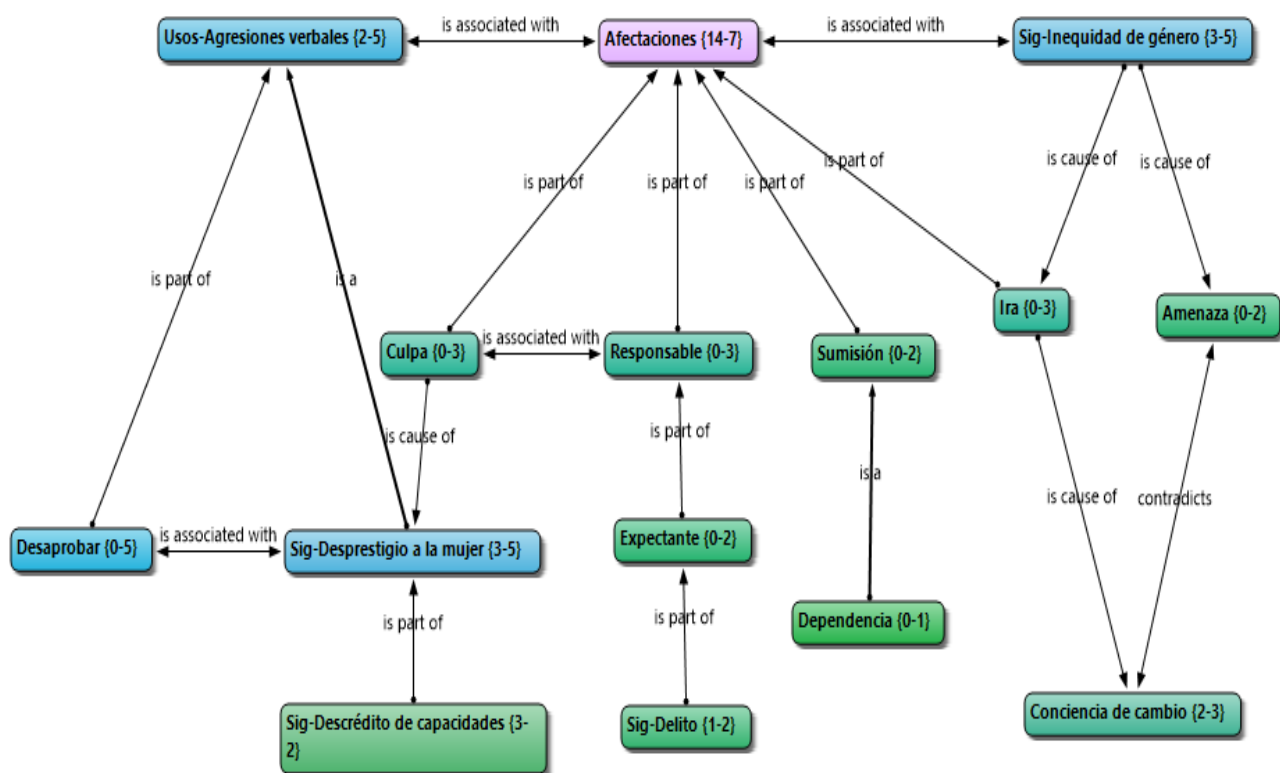 is associated with
is associated with
Usos-Agresiones verbales {2-5}
Afectaciones {14-7}
Sig-Inequidad de género {3-5}
is cause of
is cause of
is part of
is part of
is part of
is part of
is part of
is a
Ira {0-3}
Amenaza {0-2}
Culpa {0-3}
is associated with
Responsable {0-3}
Sumisión {0-2}
is cause of
is part of
is a
is cause of
contradicts
Desaprobar {0-5}
is associated with
Sig-Desprestigio a la mujer {3-5}
Expectante {0-2}
is part of
is part of
Dependencia {0-1}
Sig-Descrédito de capacidades {3-
2}
Sig-Delito {1-2}
Conciencia de cambio {2-3}